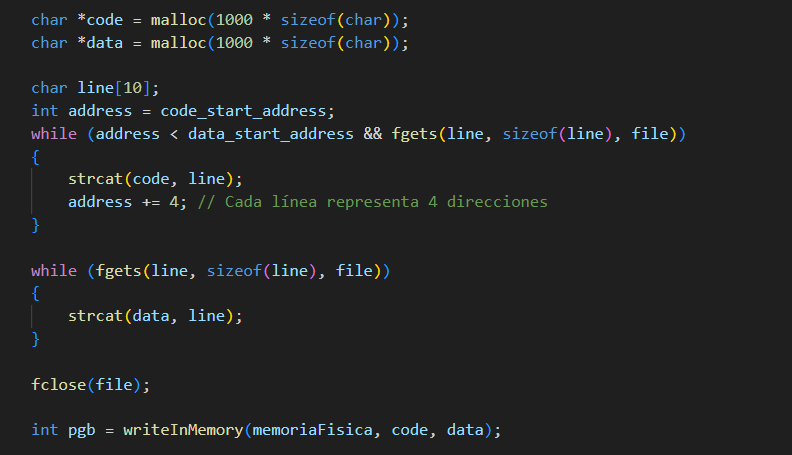 char *code = malloc(1000 * sizeof(char));
char *data = malloc(1000 * sizeof(char));

char line[10];
int address = code_start_address;
while (address < data_start_address && fgets(line, sizeof(line), file))
{
    strcat(code, line);
    address += 4; // Cada línea representa 4 direcciones
}

while (fgets(line, sizeof(line), file))
{
    strcat(data, line);
}

fclose(file);

int pgb = writeInMemory(memoriaFisica, code, data);